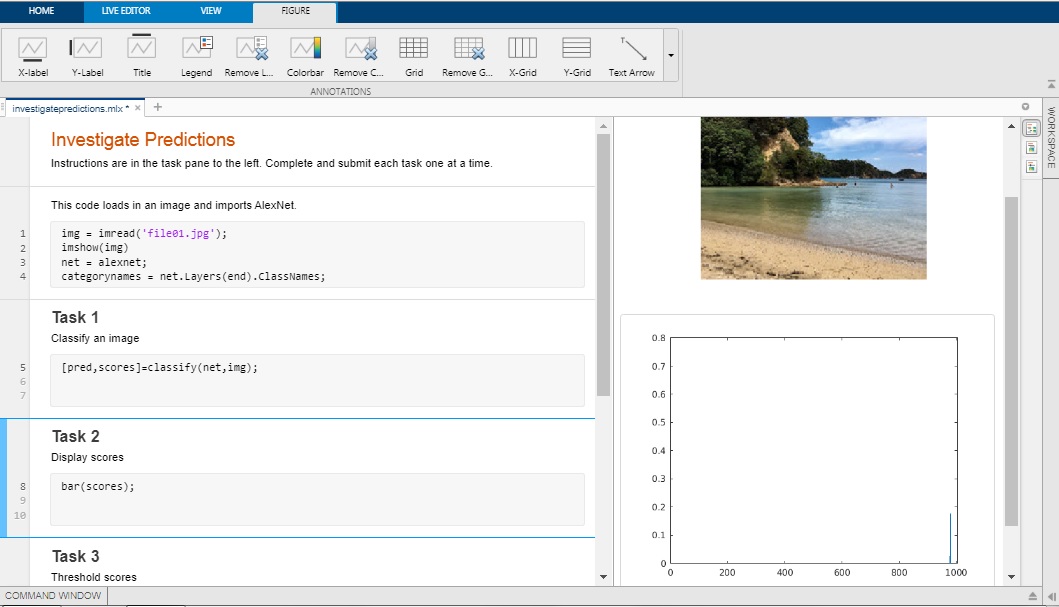 HOME LIVE EDITOR VIEW FIGURE
X-label Y-Label Title Legend Remove L... Colorbar Remove C... Grid Remove G... X-Grid Y-Grid Text Arrow
ANNOTATIONS
investigatepredictions.mlx * × +
WORKSPACE
Investigate Predictions
Instructions are in the task pane to the left. Complete and submit each task one at a time.
This code loads in an image and imports AlexNet.
1 img = imread('file01.jpg');
2 imshow(img)
3 net = alexnet;
4 categorynames = net.Layers(end).ClassNames;
Task 1
Classify an image
5 [pred,scores]=classify(net,img);
6
7
Task 2
Display scores
8 bar(scores);
9
10
Task 3
Threshold scores
0.8
0.7
0.6
0.5
0.4
0.3
0.2
0.1
0
0 200 400 600 800 1000
COMMAND WINDOW